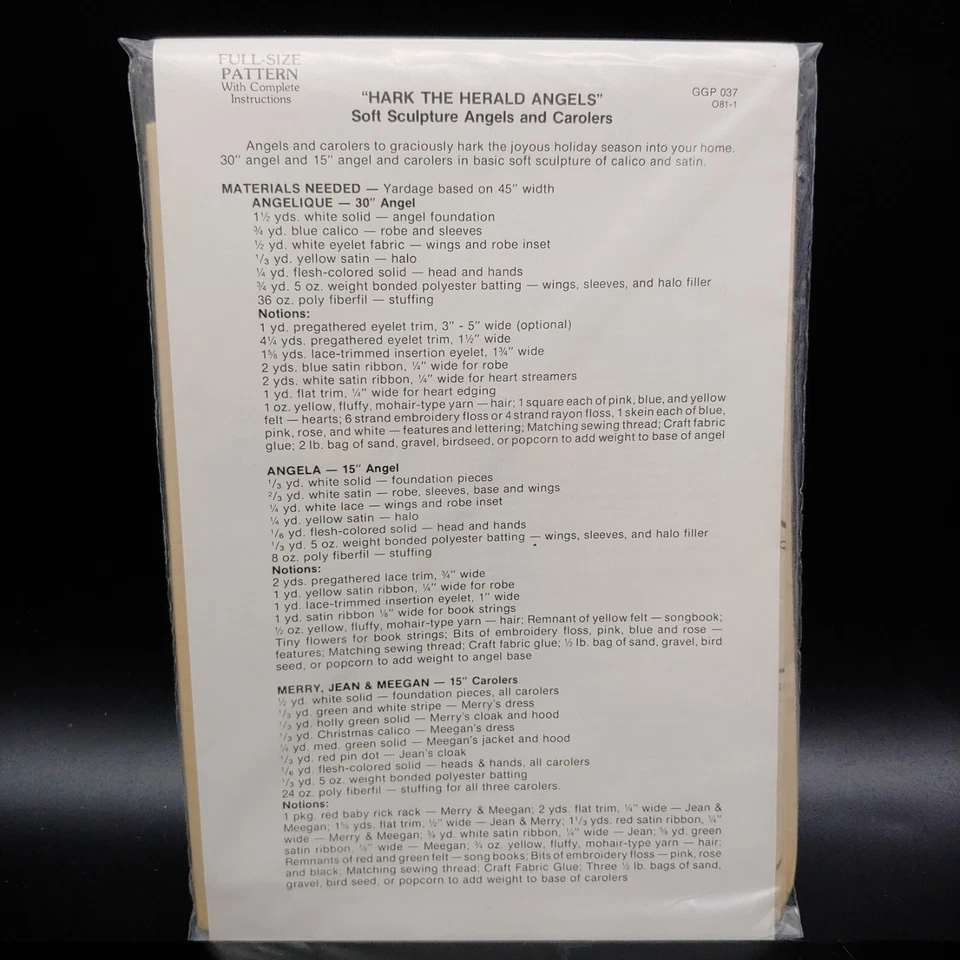 FULL-SIZE
PATTERN
With Complete
Instructions
"HARK THE HERALD ANGELS"
Soft Sculpture Angels and Carolers
GGP 037
O81-1
Angels and carolers to graciously hark the joyous holiday season into your home.
30" angel and 15" angel and carolers in basic soft sculpture of calico and satin.
MATERIALS NEEDED — Yardage based on 45" width
ANGELIQUE — 30" Angel
1½ yds. white solid — angel foundation
¾ yd. blue calico — robe and sleeves
½ yd. white eyelet fabric — wings and robe inset
⅓ yd. yellow satin — halo
¼ yd. flesh-colored solid — head and hands
¾ yd. 5 oz. weight bonded polyester batting — wings, sleeves, and halo filler
36 oz. poly fiberfil — stuffing
Notions:
1 yd. pregathered eyelet trim, 3" - 5" wide (optional)
4¼ yds. pregathered eyelet trim, 1½" wide
1⅝ yds. lace-trimmed insertion eyelet, 1¾" wide
2 yds. blue satin ribbon, ¼" wide for robe
2 yds. white satin ribbon, ¼" wide for heart streamers
1 yd. flat trim, ¼" wide for heart edging
1 oz. yellow, fluffy, mohair-type yarn — hair; 1 square each of pink, blue, and yellow
felt — hearts; 6 strand embroidery floss or 4 strand rayon floss, 1 skein each of blue,
pink, rose, and white — features and lettering; Matching sewing thread; Craft fabric
glue; 2 lb. bag of sand, gravel, birdseed, or popcorn to add weight to base of angel
ANGELA — 15" Angel
⅓ yd. white solid — foundation pieces
⅔ yd. white satin — robe, sleeves, base and wings
¼ yd. white lace — wings and robe inset
¼ yd. yellow satin — halo
⅙ yd. flesh-colored solid — head and hands
⅓ yd. 5 oz. weight bonded polyester batting — wings, sleeves, and halo filler
8 oz. poly fiberfil — stuffing
Notions:
2 yds. pregathered lace trim, ¾" wide
1 yd. yellow satin ribbon, ¼" wide for robe
1 yd. lace-trimmed insertion eyelet, 1" wide
1 yd. satin ribbon ⅛" wide for book strings
½ oz. yellow, fluffy, mohair-type yarn — hair; Remnant of yellow felt — songbook;
Tiny flowers for book strings; Bits of embroidery floss, pink, blue and rose —
features; Matching sewing thread; Craft fabric glue; ½ lb. bag of sand, gravel, bird
seed, or popcorn to add weight to angel base
MERRY, JEAN & MEEGAN — 15" Carolers
½ yd. white solid — foundation pieces, all carolers
⅓ yd. green and white stripe — Merry's dress
⅓ yd. holly green solid — Merry's cloak and hood
⅓ yd. Christmas calico — Meegan's dress
¼ yd. med. green solid — Meegan's jacket and hood
⅓ yd. red pin dot — Jean's cloak
⅙ yd. flesh-colored solid — heads & hands, all carolers
⅓ yd. 5 oz. weight bonded polyester batting
24 oz. poly fiberfil — stuffing for all three carolers.
Notions:
1 pkg. red baby rick rack — Merry & Meegan; 2 yds. flat trim, ¼" wide — Jean &
Meegan; yds. flat trim, ½" wide — Jean & Merry; 1⅓ yds. red satin ribbon, ¼"
wide — Merry & Meegan; ¾ yd. white satin ribbon, ¼" wide — Jean; yd. green
satin ribbon, wide — Meegan; ¾ oz. yellow, fluffy, mohair-type yarn — hair;
Remnants of red and green felt — song books; Bits of embroidery floss — pink, rose
and black. Matching sewing thread; Craft Fabric Glue; Three ½ lb. bags of sand,
gravel, bird seed, or popcorn to add weight to base of carolers